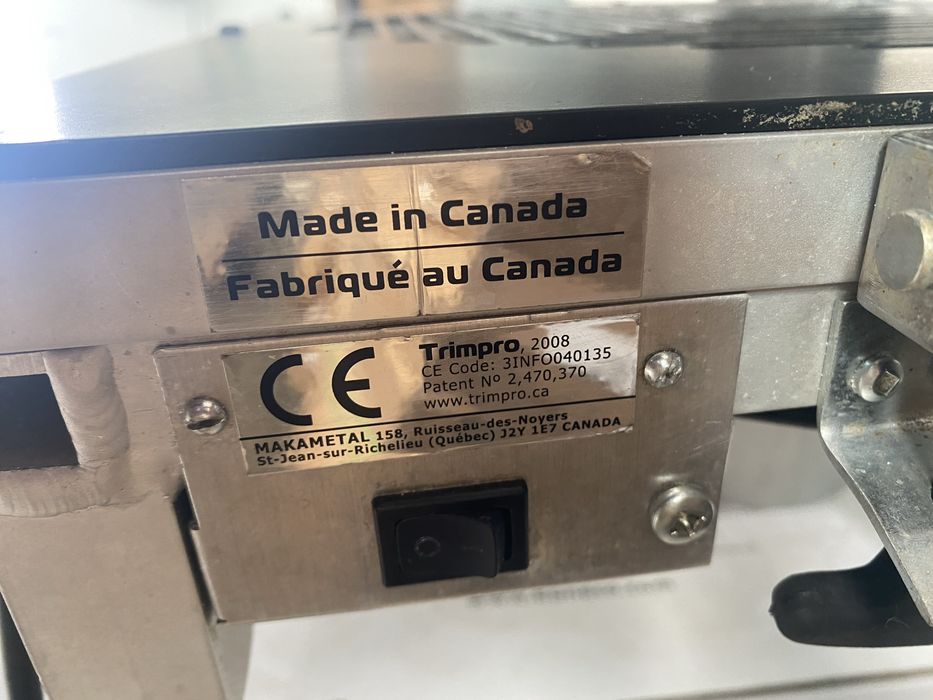 Made in Canada
Fabriqué au Canada
CE
Trimpro, 2008
CE Code: 3INFO040135
Patent Nº 2,470,370
www.trimpro.ca
MAKAMETAL 158, Ruisseau-des-Noyers
St-Jean-sur-Richelieu (Québec) J2Y 1E7 CANADA